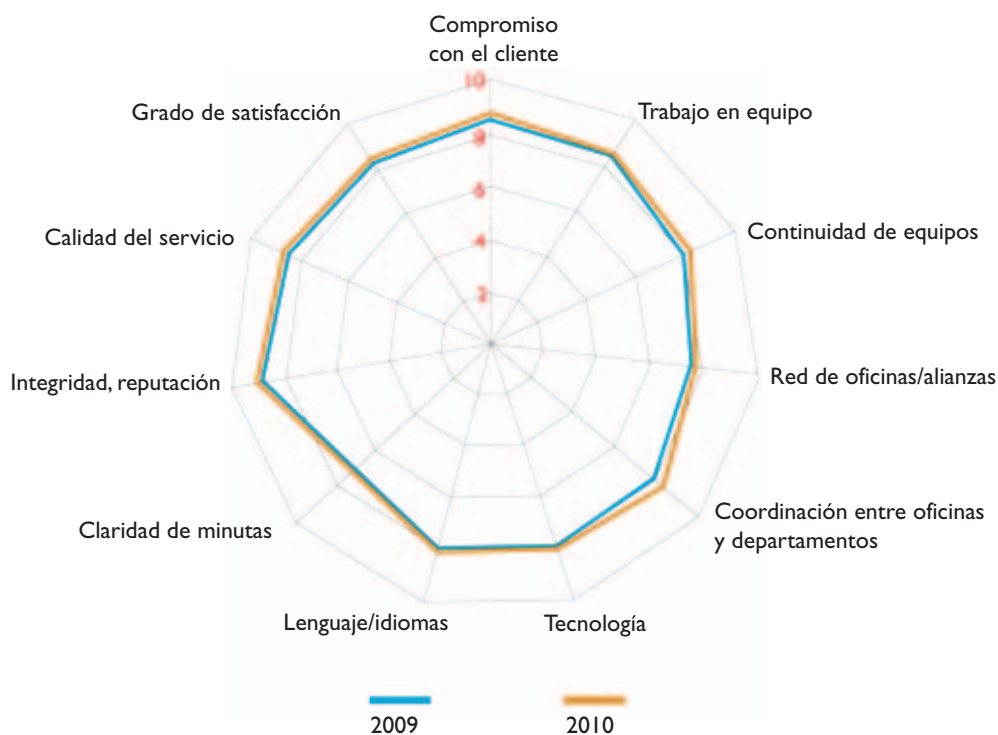 Compromiso
con el cliente
10
Grado de satisfacción
Trabajo en equipo
8
6
Calidad del servicio
Continuidad de equipos
4
2
Integridad, reputación
Red de oficinas/alianzas
Claridad de minutas
Coordinación entre oficinas
y departamentos
Lenguaje/idiomas
Tecnología
2009
2010